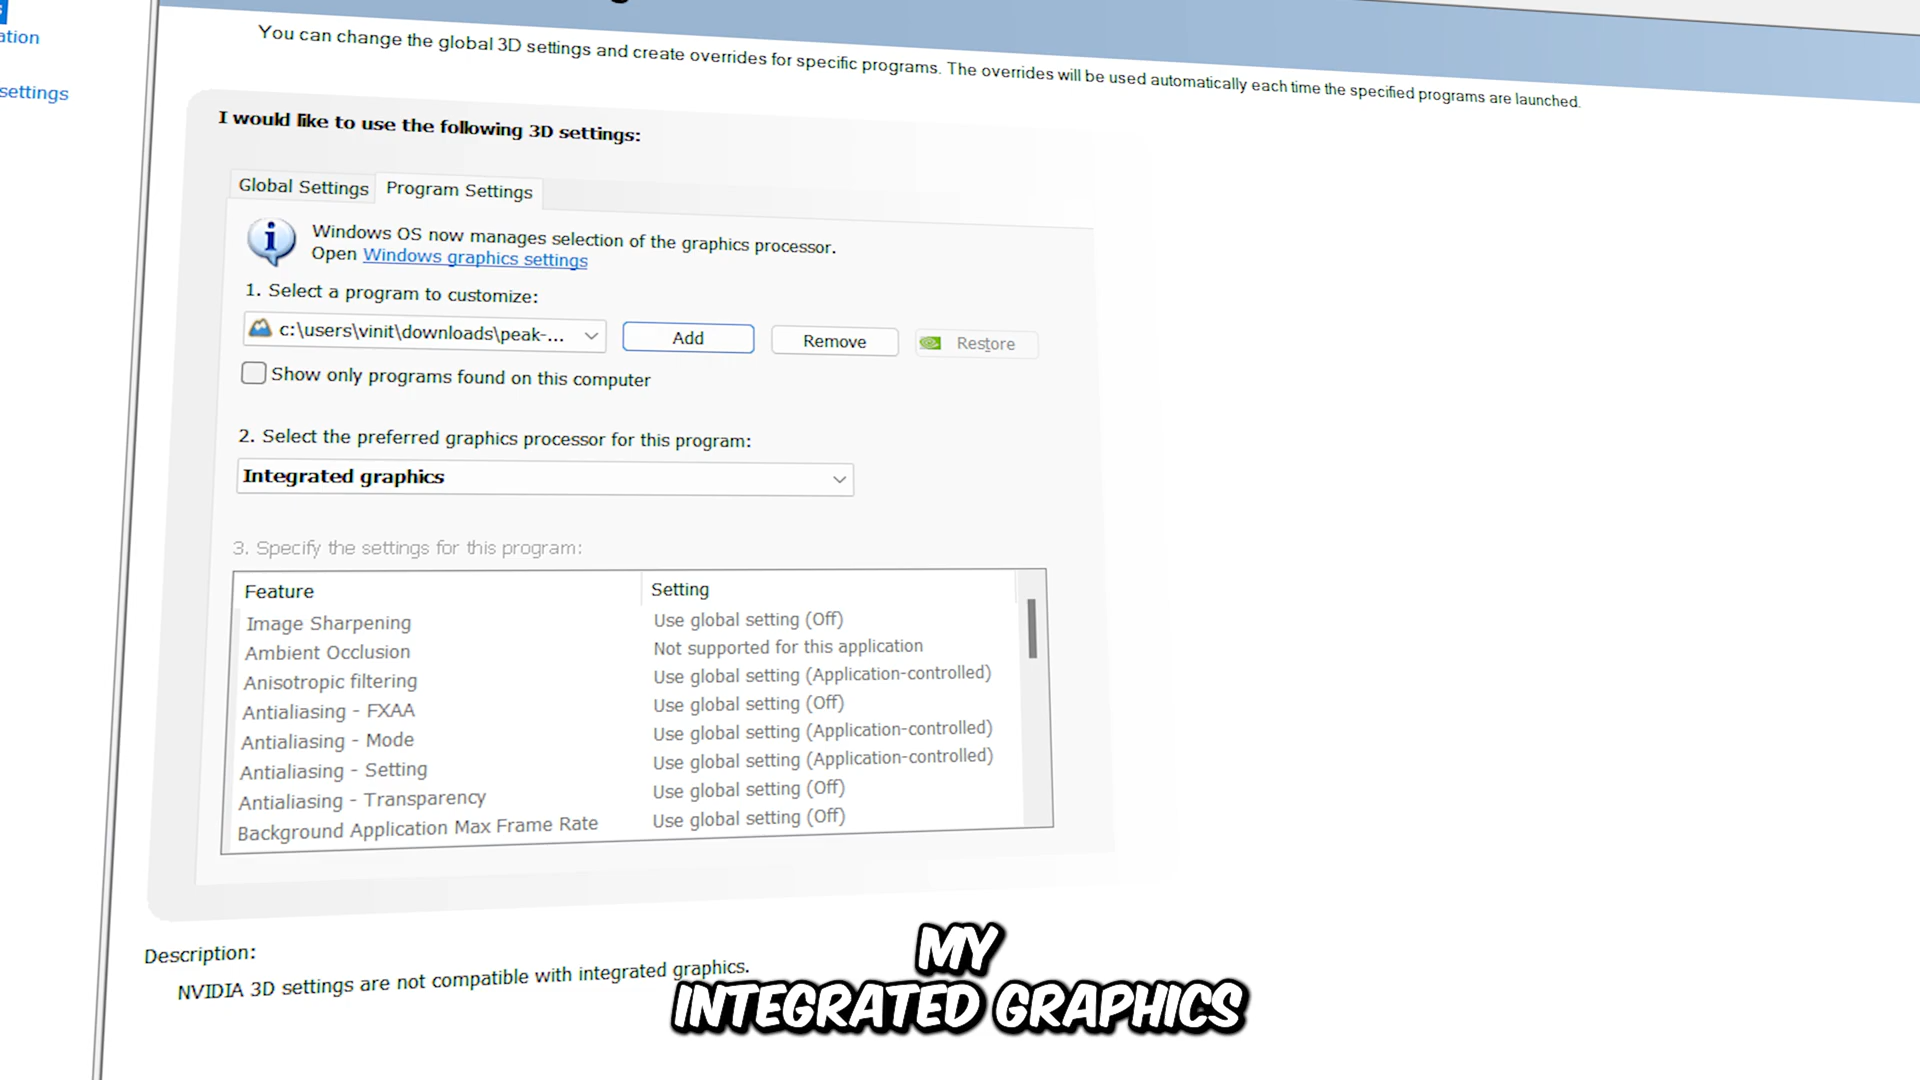 ation
settings
You can change the global 3D settings and create overrides for specific programs. The overrides will be used automatically each time the specified programs are launched.
I would like to use the following 3D settings:
Global Settings Program Settings
Windows OS now manages selection of the graphics processor.
Open Windows graphics settings
1. Select a program to customize:
c:\users\vinit\downloads\peak-... Add Remove Restore
Show only programs found on this computer
2. Select the preferred graphics processor for this program:
Integrated graphics
3. Specify the settings for this program:
Feature Setting
Image Sharpening Use global setting (Off)
Ambient Occlusion Not supported for this application
Anisotropic filtering Use global setting (Application-controlled)
Antialiasing - FXAA Use global setting (Off)
Antialiasing - Mode Use global setting (Application-controlled)
Antialiasing - Setting Use global setting (Application-controlled)
Antialiasing - Transparency Use global setting (Off)
Background Application Max Frame Rate Use global setting (Off)
Description:
NVIDIA 3D settings are not compatible with integrated graphics.
MY
INTEGRATED GRAPHICS